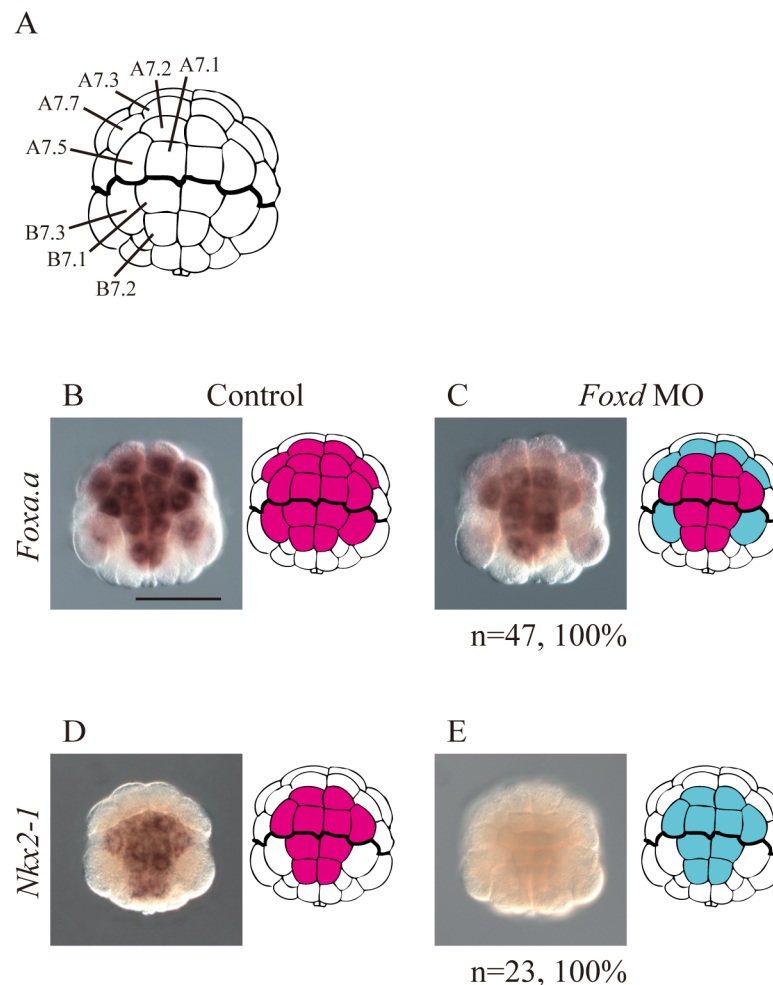 A
A7.3 A7.2 A7.1
A7.7
A7.5
B7.3
B7.1
B7.2
B Control C Foxd MO
Foxa.a
n=47, 100%
D E
Nkx2-1
n=23, 100%